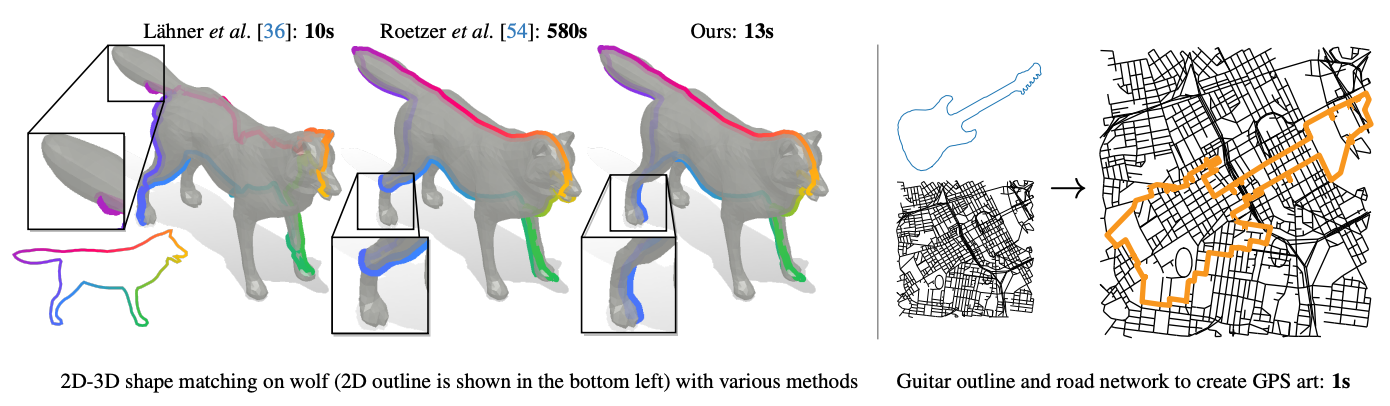 Lähner et al. [36]: 10s
Roetzer et al. [54]: 580s
Ours: 13s
2D-3D shape matching on wolf (2D outline is shown in the bottom left) with various methods
Guitar outline and road network to create GPS art: 1s